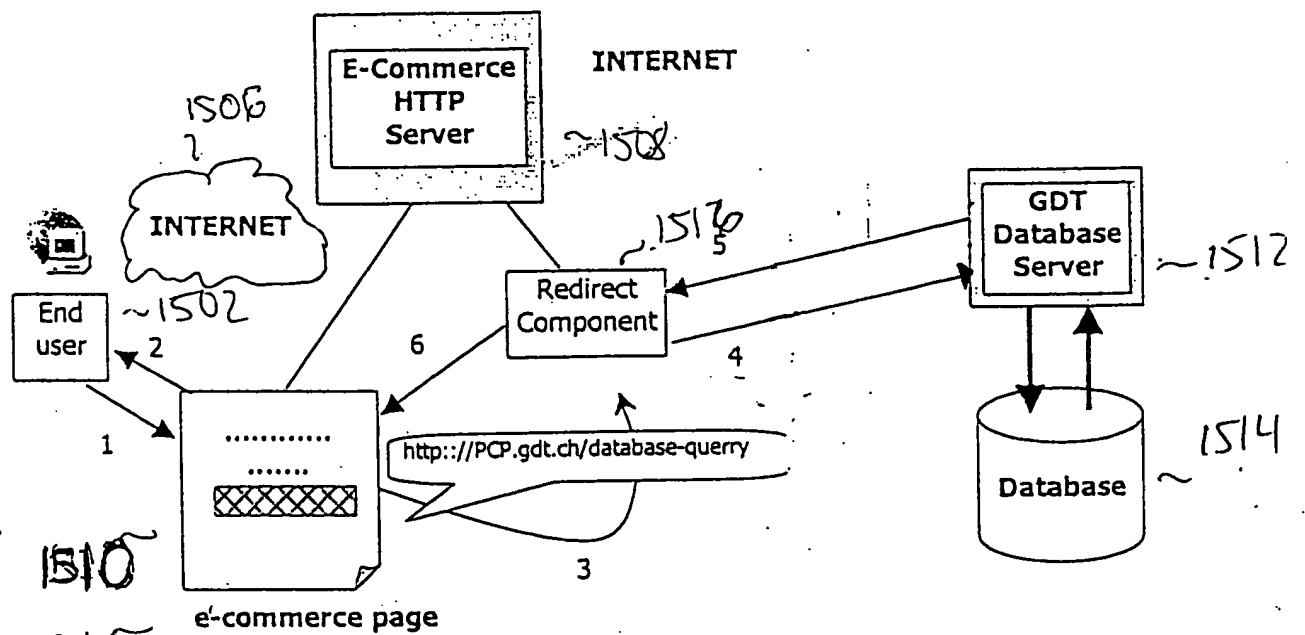 E-Commerce
HTTP
Server
INTERNET
1506
~1508
INTERNET
GDT
Database
Server
~1512
5
Redirect
Component
End
user
~1502
2
6
4
1
http:://PCP.gdt.ch/database-querry
1514
Database
1510
3
e'-commerce page